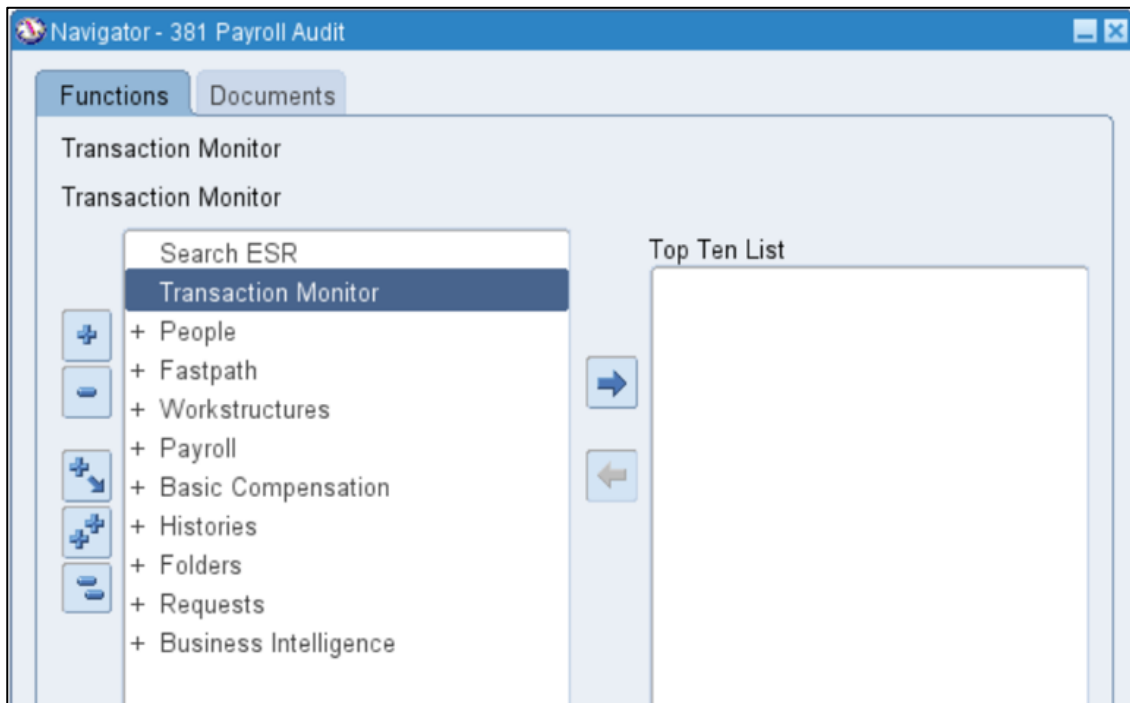 Navigator - 381 Payroll Audit
Functions Documents
Transaction Monitor
Transaction Monitor
Search ESR
Transaction Monitor
+ People
+ Fastpath
+ Workstructures
+ Payroll
+ Basic Compensation
+ Histories
+ Folders
+ Requests
+ Business Intelligence
Top Ten List